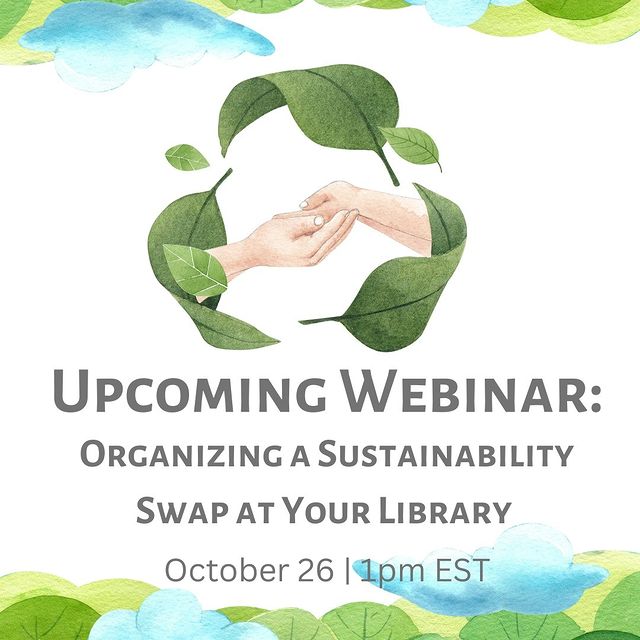 Upcoming Webinar:
Organizing a Sustainability
Swap at Your Library
October 26 | 1pm EST